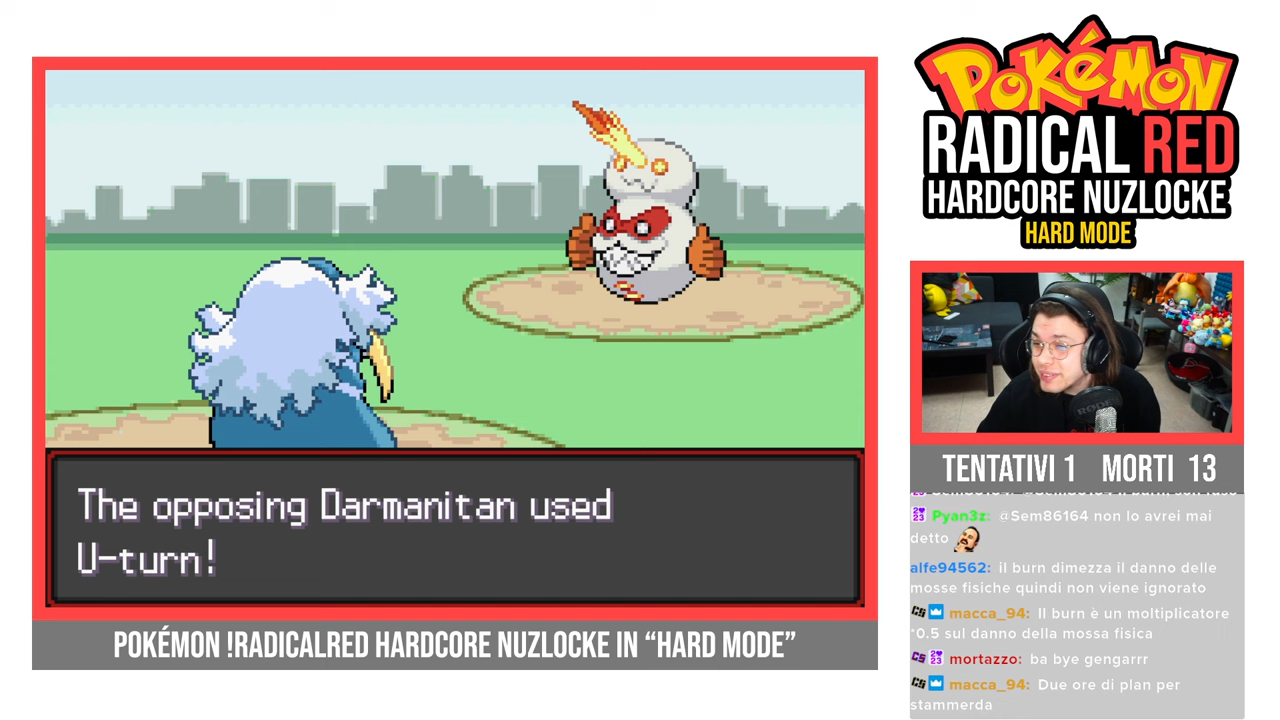 POKÉMON
RADICAL RED
HARDCORE NUZLOCKE
HARD MODE
The opposing Darmanitan used
U-turn!
POKÉMON !RADICALRED HARDCORE NUZLOCKE IN “HARD MODE”
TENTATIVI 1 MORTI 13
Pyan3z: @Sem86164 non lo avrei mai
detto
alfe94562: il burn dimezza il danno delle
mosse fisiche quindi non viene ignorato
macca_94: Il burn è un moltiplicatore
*0.5 sul danno della mossa fisica
mortazzo: ba bye gengarrr
macca_94: Due ore di plan per
stammerda